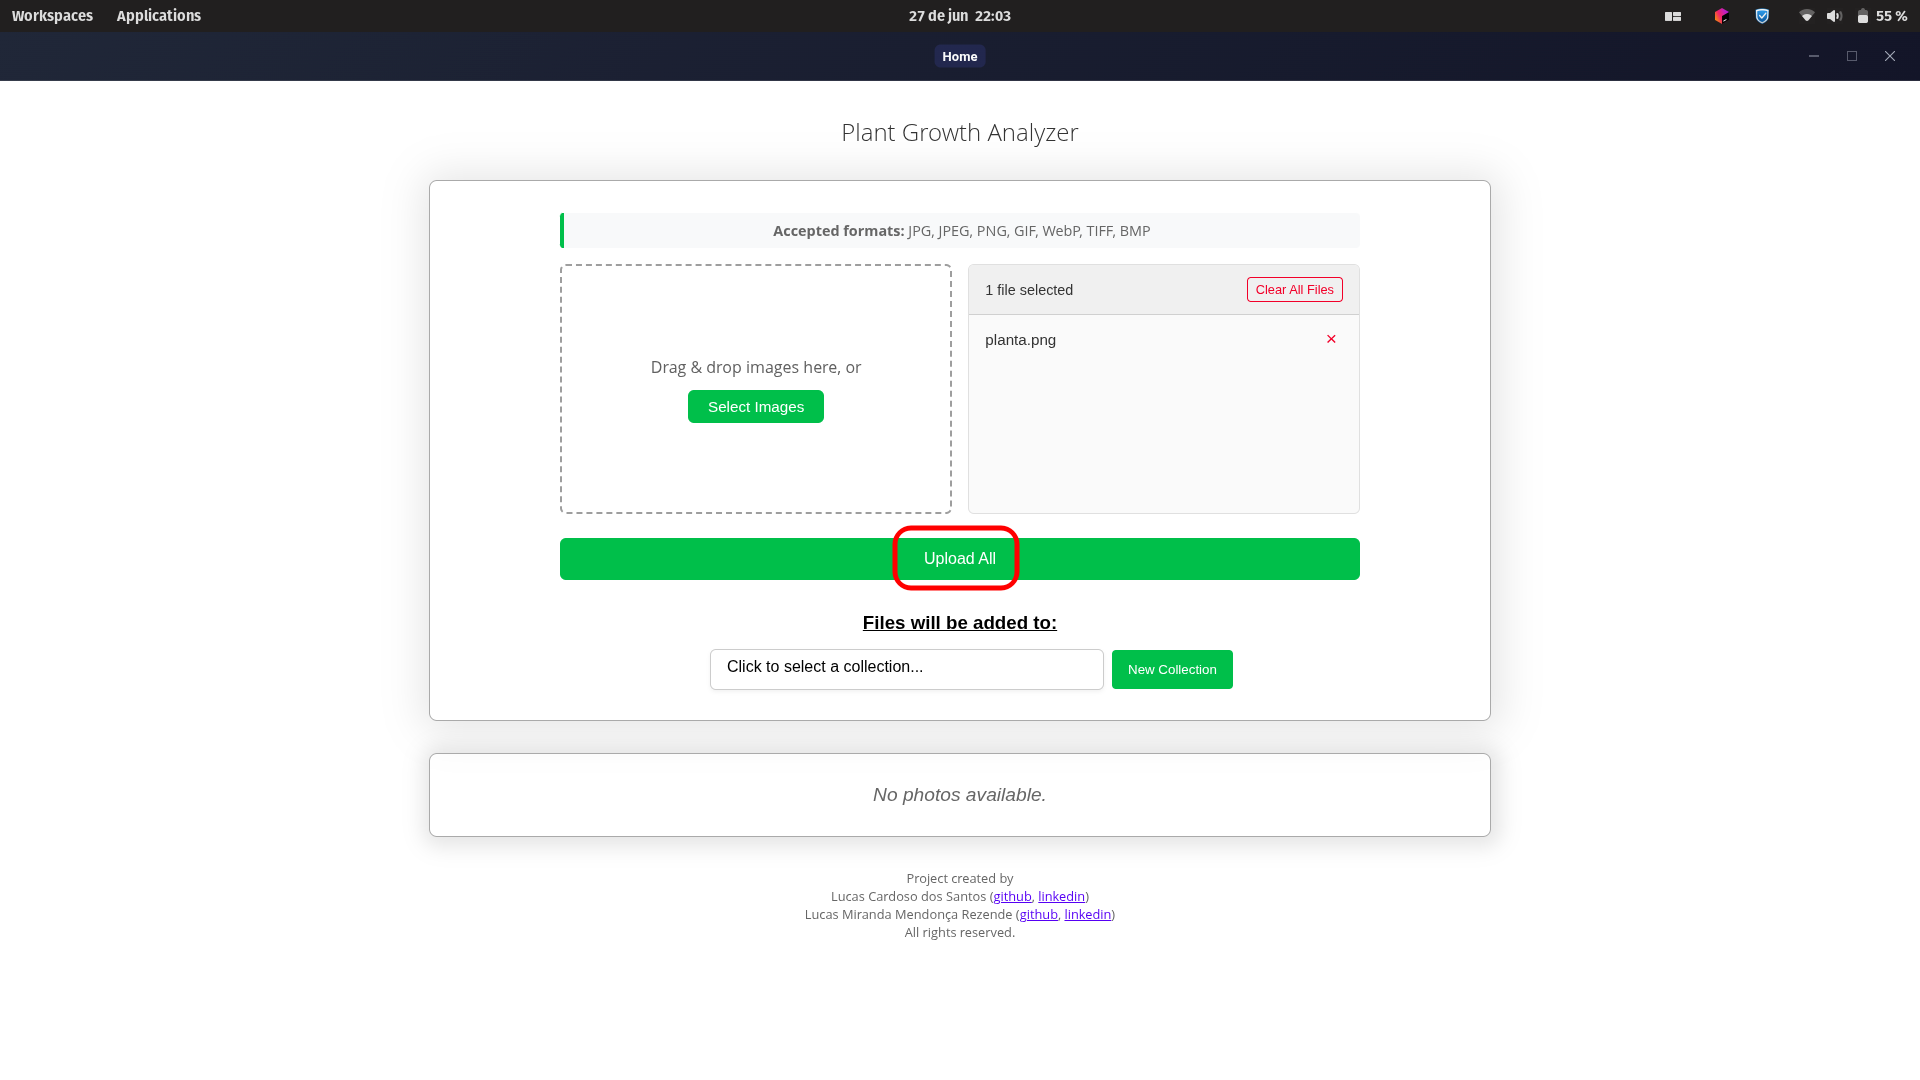 Workspaces Applications 27 de jun 22:03 55 %
Home
Plant Growth Analyzer
Accepted formats: JPG, JPEG, PNG, GIF, WebP, TIFF, BMP
Drag & drop images here, or
Select Images
1 file selected Clear All Files
planta.png ×
Upload All
Files will be added to:
Click to select a collection... New Collection
No photos available.
Project created by
Lucas Cardoso dos Santos (github, linkedin)
Lucas Miranda Mendonça Rezende (github, linkedin)
All rights reserved.